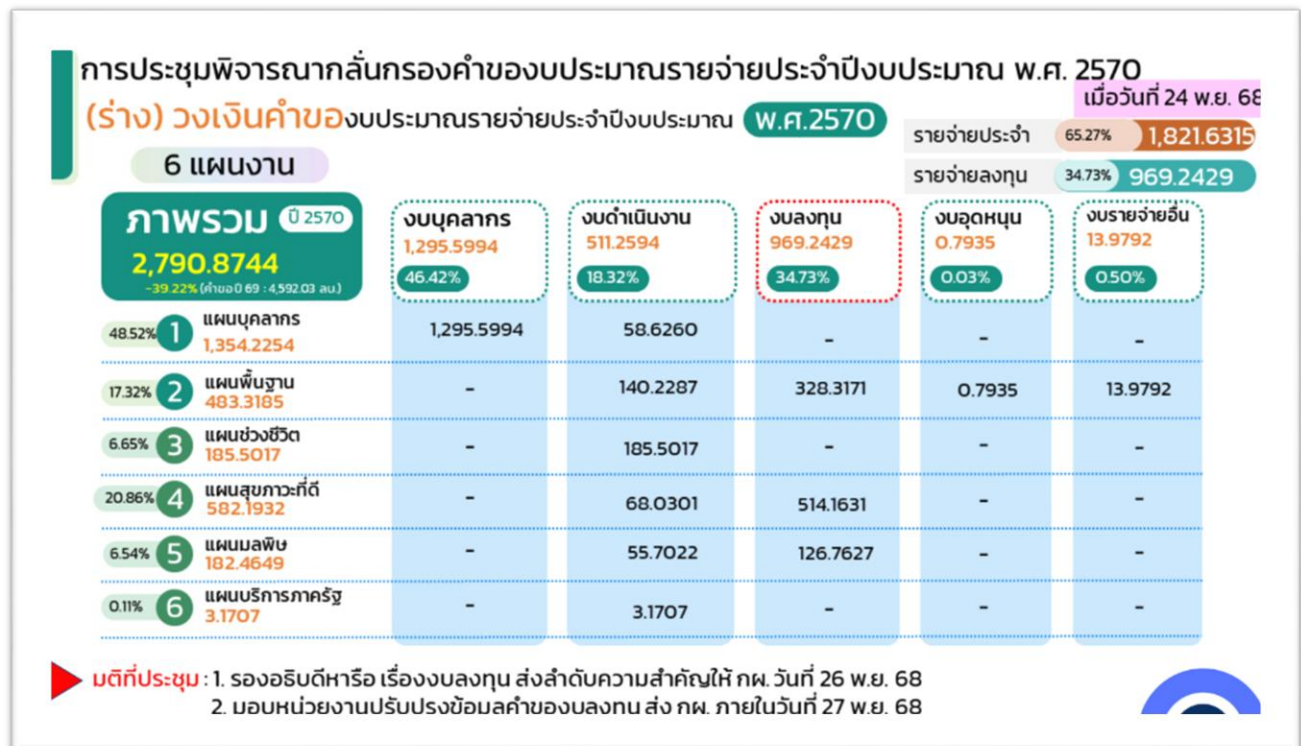 การประชุมพิจารณากลั่นกรองคำของบประมาณรายจ่ายประจำปีงบประมาณ พ.ศ. 2570
เมื่อวันที่ 24 พ.ย. 68
(ร่าง) วงเงินคำของบประมาณรายจ่ายประจำปีงบประมาณ พ.ศ.2570
รายจ่ายประจำ 65.27% 1,821.6315
6 แผนงาน
รายจ่ายลงทุน 34.73% 969.2429
ภาพรวม ปี 2570
2,790.8744
-39.22% (คำขอปี 69 : 4,592.03 ลบ.)
งบบุคลากร งบดำเนินงาน งบลงทุน งบอุดหนุน งบรายจ่ายอื่น
1,295.5994 511.2594 969.2429 0.7935 13.9792
46.42% 18.32% 34.73% 0.03% 0.50%
48.52% 1 แผนบุคลากร 1,295.5994 58.6260 - - -
1,354.2254
17.32% 2 แผนพื้นฐาน - 140.2287 328.3171 0.7935 13.9792
483.3185
6.65% 3 แผนช่วงชีวิต - 185.5017 - - -
185.5017
20.86% 4 แผนสุขภาวะที่ดี - 68.0301 514.1631 - -
582.1932
6.54% 5 แผนมลพิษ - 55.7022 126.7627 - -
182.4649
0.11% 6 แผนบริการภาครัฐ - 3.1707 - - -
3.1707
มติที่ประชุม : 1. รองอธิบดีหารือ เรื่องงบลงทุน ส่งลำดับความสำคัญให้ กผ. วันที่ 26 พ.ย. 68
2. มอบหน่วยงานปรับปรุงข้อมูลคำของบลงทุน ส่ง กผ. ภายในวันที่ 27 พ.ย. 68